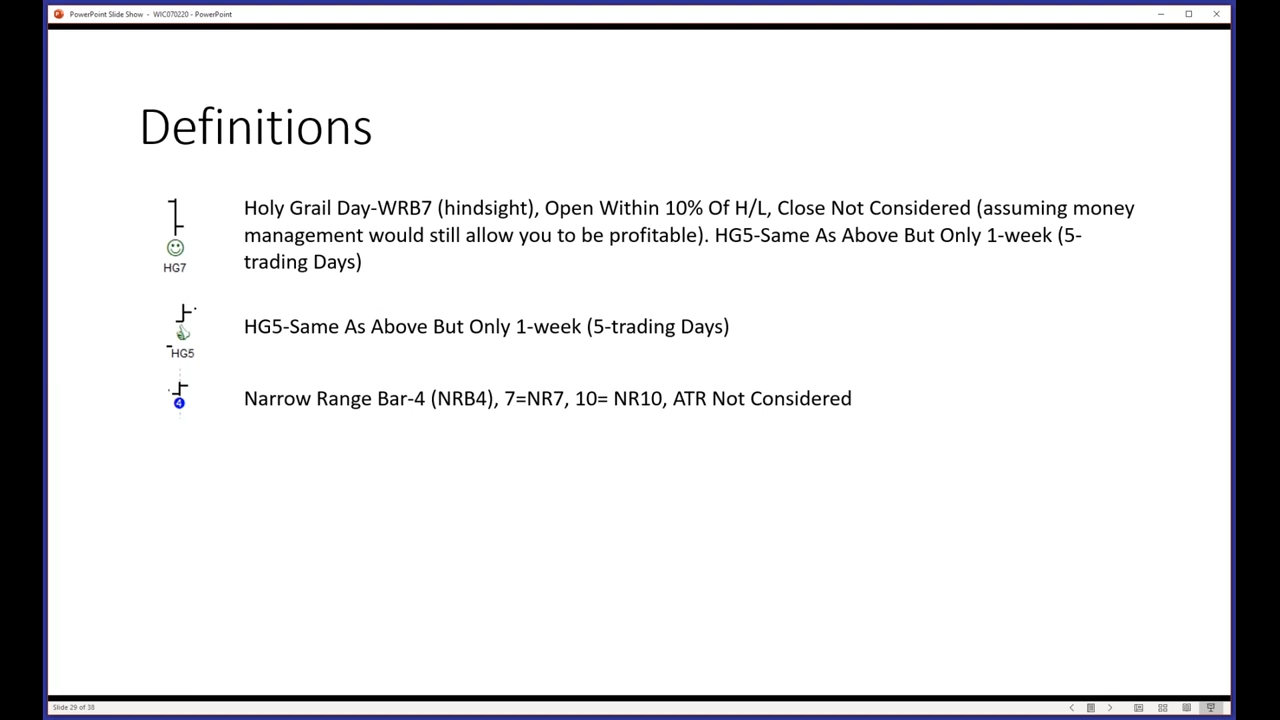 PowerPoint Slide Show - WIC070220 - PowerPoint
Definitions
Holy Grail Day-WRB7 (hindsight), Open Within 10% Of H/L, Close Not Considered (assuming money
management would still allow you to be profitable). HG5-Same As Above But Only 1-week (5-
trading Days)
HG7
HG5-Same As Above But Only 1-week (5-trading Days)
HG5
Narrow Range Bar-4 (NRB4), 7=NR7, 10= NR10, ATR Not Considered
4
Slide 29 of 38